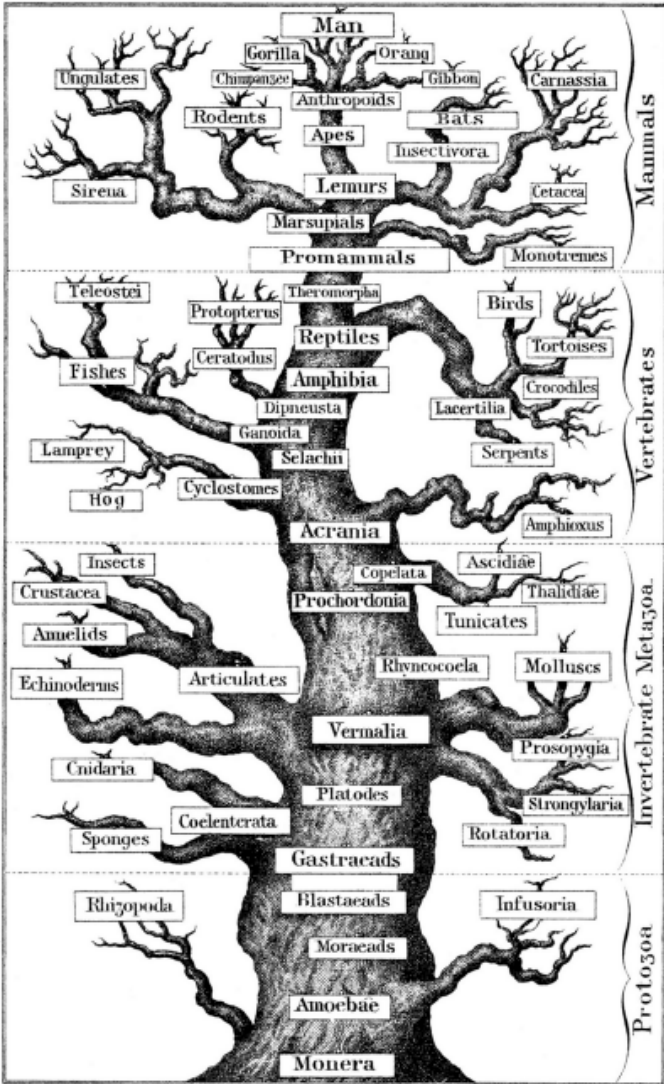 Man
Gorilla
Orang
Ungulates
Chimpanzee
Gibbon
Carnassia
Anthropoids
Rodents
Bats
Apes
Insectivora
Sirena
Lemurs
Cetacea
Marsupials
Promammals
Monotremes
Mammals
Teleostei
Theromorpha
Protopterus
Birds
Reptiles
Tortoises
Ceratodus
Fishes
Amphibia
Crocodiles
Dipneusta
Lacertilia
Ganoida
Lamprey
Selachii
Serpents
Hog
Cyclostomes
Acrania
Amphioxus
Vertebrates
Insects
Ascidiae
Copelata
Crustacea
Thalidiae
Prochordonia
Tunicates
Annelids
Articulates
Rhyncocoela
Molluscs
Echinoderms
Vermalia
Prosopygia
Cnidaria
Platodes
Strongylaria
Coelenterata
Rotatoria
Sponges
Gastraeads
Invertebrate Metazoa
Rhizopoda
Blastaeads
Infusoria
Moraeads
Amoebae
Monera
Protozoa